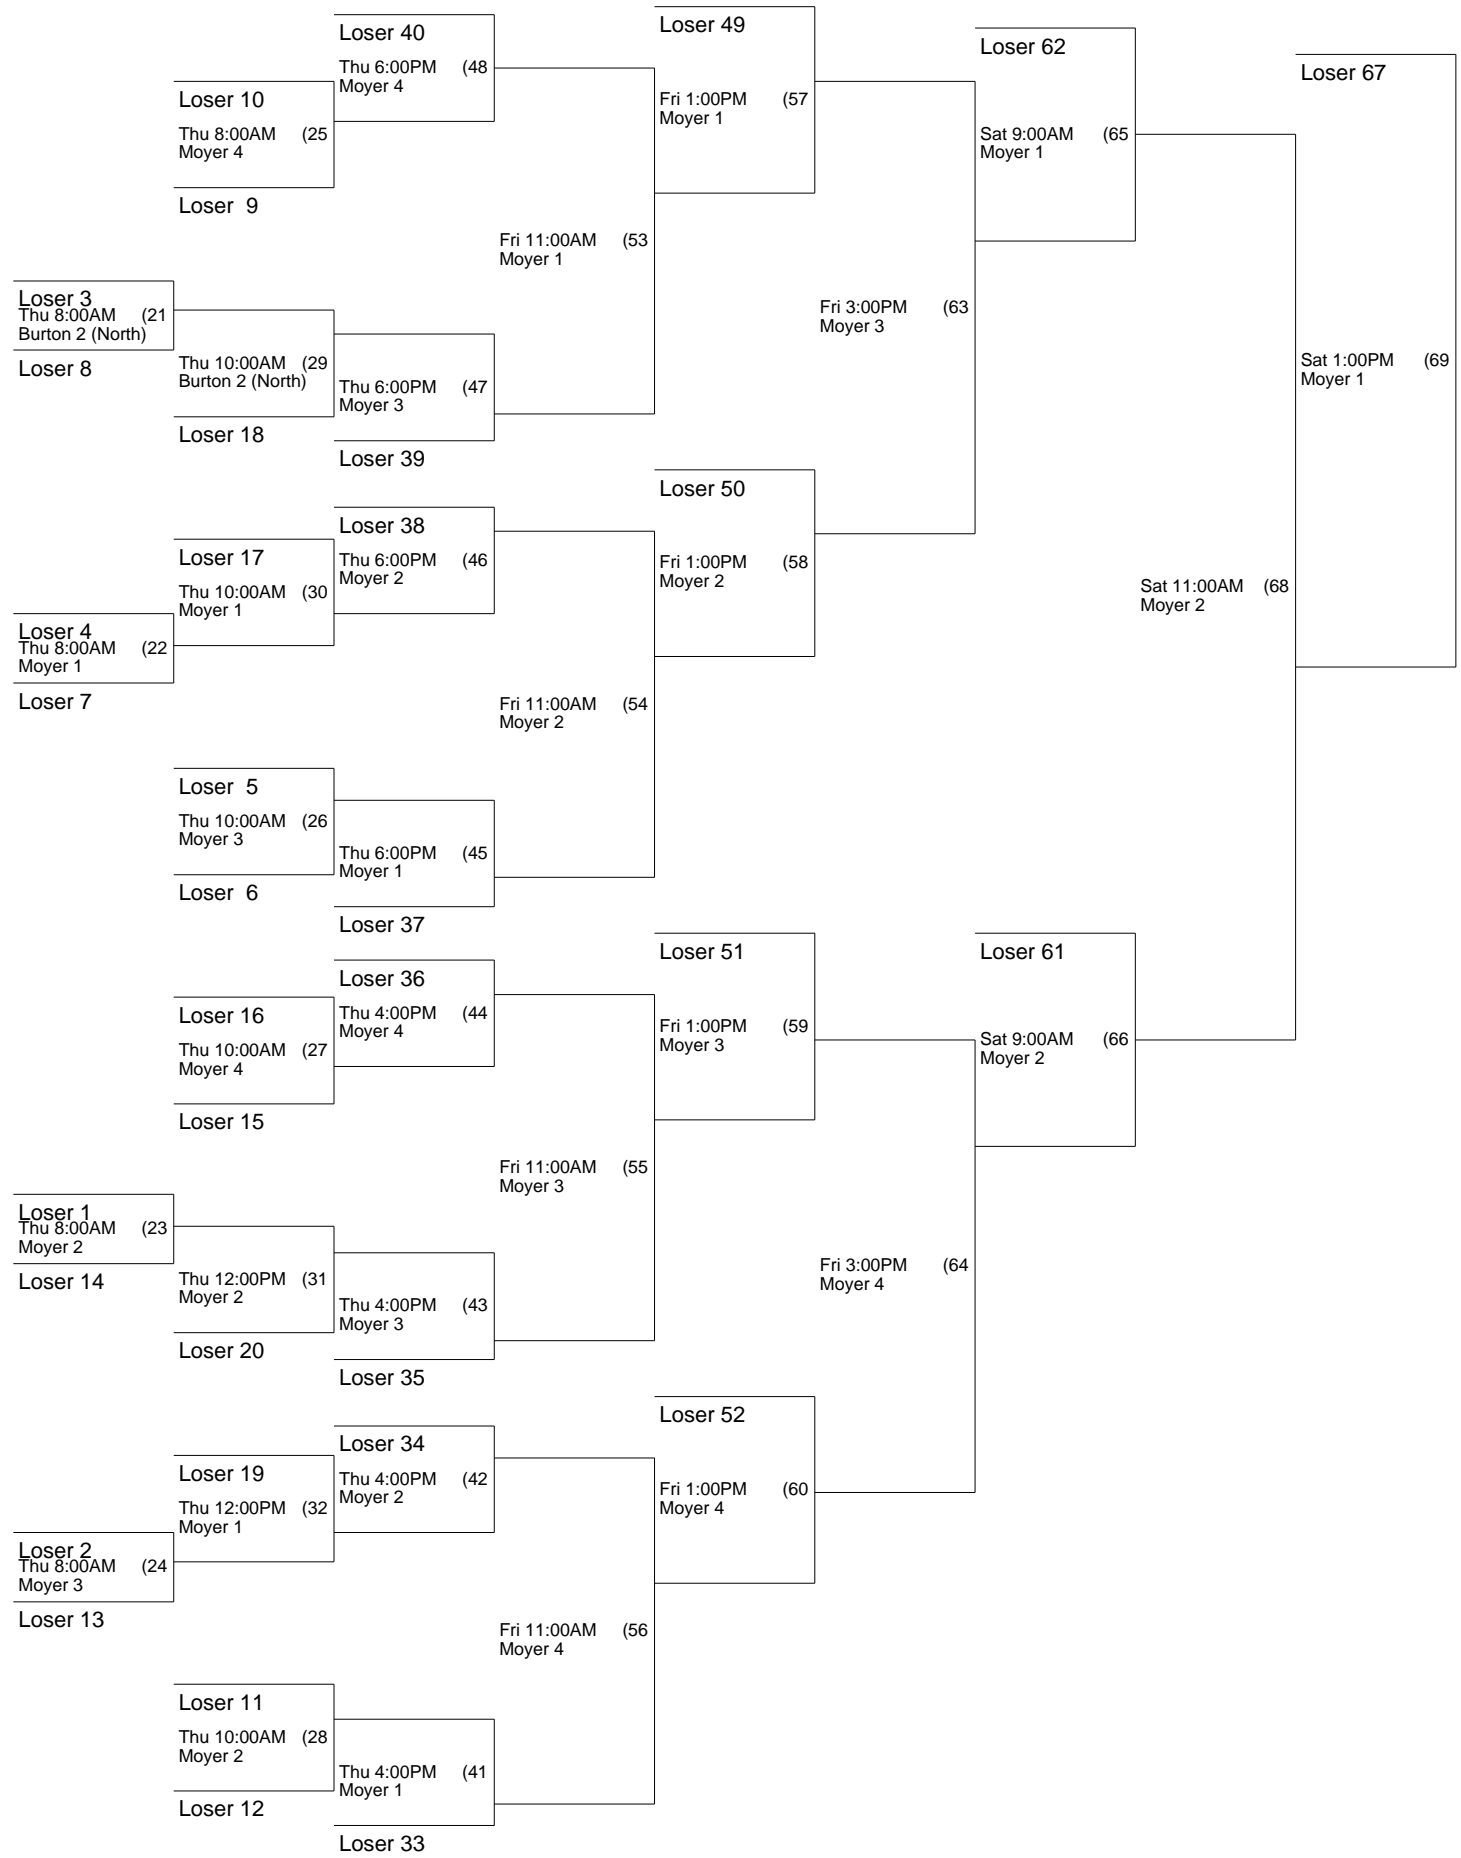 Loser 40
Thu 6:00PM (48
Moyer 4
Loser 10
Thu 8:00AM (25
Moyer 4
Loser 9
Loser 3
Thu 8:00AM (21
Burton 2 (North)
Loser 8
Thu 10:00AM (29
Burton 2 (North)
Loser 18
Thu 6:00PM (47
Moyer 3
Loser 39
Fri 11:00AM (53
Moyer 1
Loser 49
Fri 1:00PM (57
Moyer 1
Loser 38
Thu 6:00PM (46
Moyer 2
Loser 17
Thu 10:00AM (30
Moyer 1
Loser 4
Thu 8:00AM (22
Moyer 1
Loser 7
Loser 5
Thu 10:00AM (26
Moyer 3
Loser 6
Thu 6:00PM (45
Moyer 1
Loser 37
Fri 11:00AM (54
Moyer 2
Loser 50
Fri 1:00PM (58
Moyer 2
Fri 3:00PM (63
Moyer 3
Loser 62
Sat 9:00AM (65
Moyer 1
Loser 36
Thu 4:00PM (44
Moyer 4
Loser 16
Thu 10:00AM (27
Moyer 4
Loser 15
Loser 1
Thu 8:00AM (23
Moyer 2
Loser 14
Thu 12:00PM (31
Moyer 2
Loser 20
Thu 4:00PM (43
Moyer 3
Loser 35
Fri 11:00AM (55
Moyer 3
Loser 51
Fri 1:00PM (59
Moyer 3
Loser 34
Thu 4:00PM (42
Moyer 2
Loser 19
Thu 12:00PM (32
Moyer 1
Loser 2
Thu 8:00AM (24
Moyer 3
Loser 13
Loser 11
Thu 10:00AM (28
Moyer 2
Loser 12
Thu 4:00PM (41
Moyer 1
Loser 33
Fri 11:00AM (56
Moyer 4
Loser 52
Fri 1:00PM (60
Moyer 4
Fri 3:00PM (64
Moyer 4
Loser 61
Sat 9:00AM (66
Moyer 2
Sat 11:00AM (68
Moyer 2
Loser 67
Sat 1:00PM (69
Moyer 1